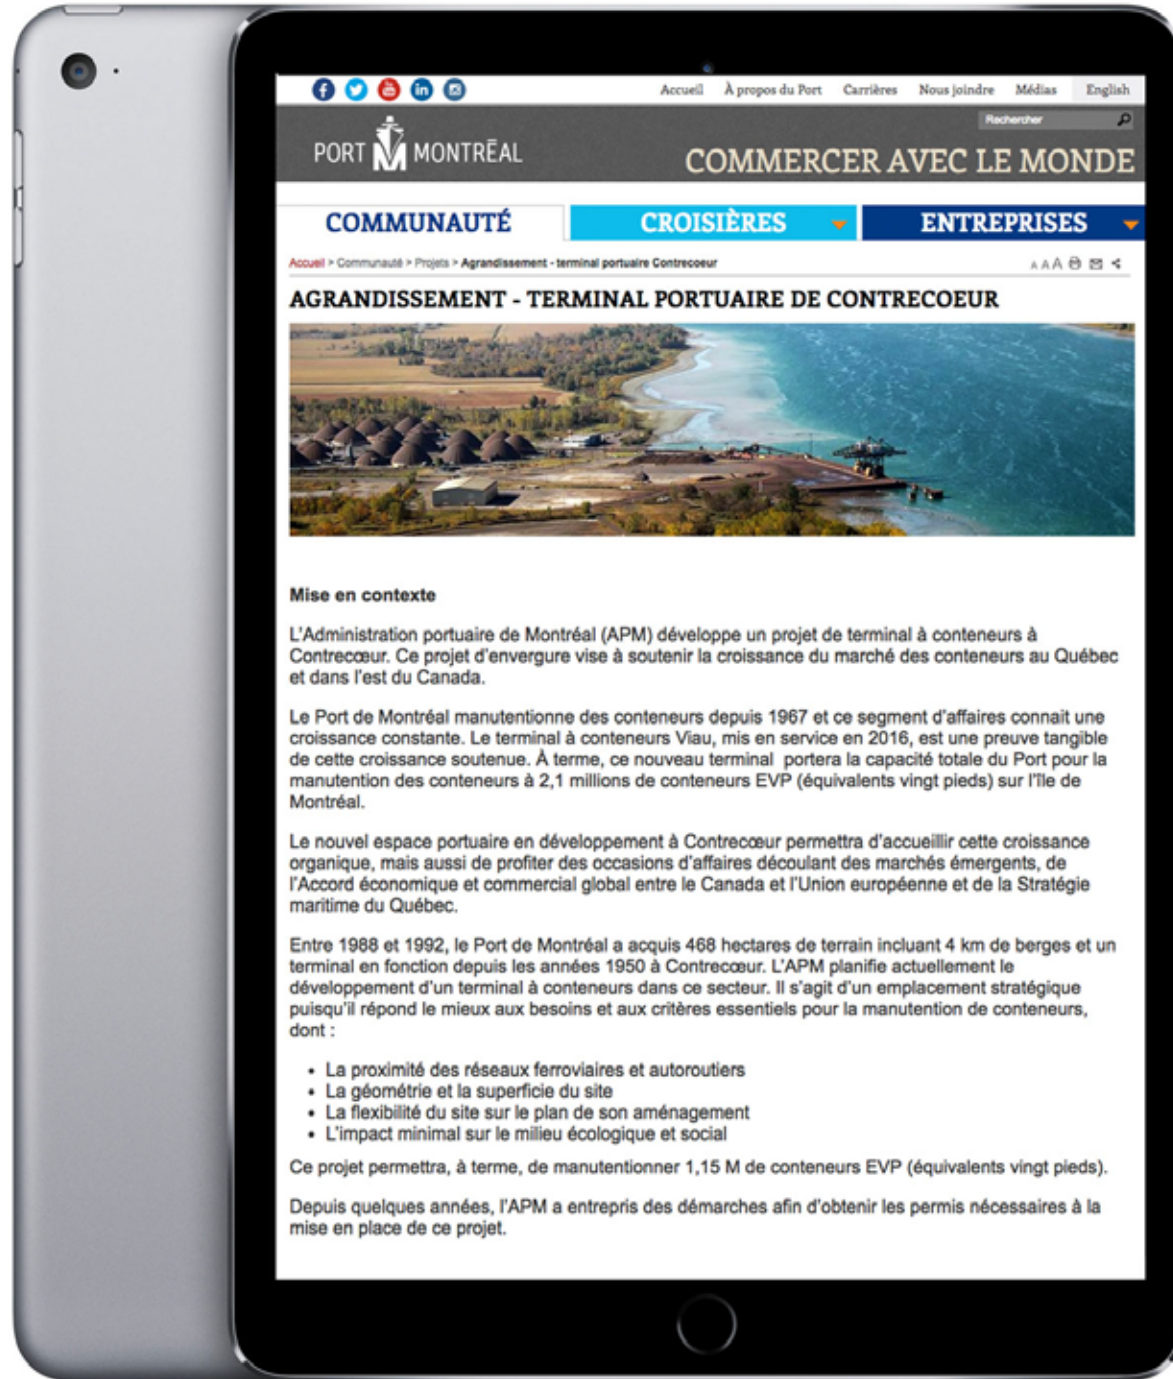 Accueil À propos du Port Carrières Nous joindre Médias English
Rechercher
PORT MONTRĒAL
COMMERCER AVEC LE MONDE
COMMUNAUTÉ CROISIÈRES ENTREPRISES
Accueil > Communauté > Projets > Agrandissement - terminal portuaire Contrecoeur
A A A
AGRANDISSEMENT - TERMINAL PORTUAIRE DE CONTRECOEUR
Mise en contexte
L'Administration portuaire de Montréal (APM) développe un projet de terminal à conteneurs à
Contrecœur. Ce projet d'envergure vise à soutenir la croissance du marché des conteneurs au Québec
et dans l'est du Canada.
Le Port de Montréal manutentionne des conteneurs depuis 1967 et ce segment d'affaires connait une
croissance constante. Le terminal à conteneurs Viau, mis en service en 2016, est une preuve tangible
de cette croissance soutenue. À terme, ce nouveau terminal portera la capacité totale du Port pour la
manutention des conteneurs à 2,1 millions de conteneurs EVP (équivalents vingt pieds) sur l'île de
Montréal.
Le nouvel espace portuaire en développement à Contrecœur permettra d'accueillir cette croissance
organique, mais aussi de profiter des occasions d'affaires découlant des marchés émergents, de
l'Accord économique et commercial global entre le Canada et l'Union européenne et de la Stratégie
maritime du Québec.
Entre 1988 et 1992, le Port de Montréal a acquis 468 hectares de terrain incluant 4 km de berges et un
terminal en fonction depuis les années 1950 à Contrecœur. L'APM planifie actuellement le
développement d'un terminal à conteneurs dans ce secteur. Il s'agit d'un emplacement stratégique
puisqu'il répond le mieux aux besoins et aux critères essentiels pour la manutention de conteneurs,
dont :
• La proximité des réseaux ferroviaires et autoroutiers
• La géométrie et la superficie du site
• La flexibilité du site sur le plan de son aménagement
• L'impact minimal sur le milieu écologique et social
Ce projet permettra, à terme, de manutentionner 1,15 M de conteneurs EVP (équivalents vingt pieds).
Depuis quelques années, l'APM a entrepris des démarches afin d'obtenir les permis nécessaires à la
mise en place de ce projet.